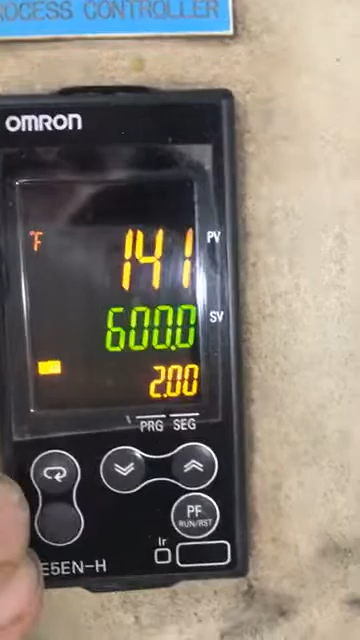 ROCESS CONTROLLER
OMRON
°F
141 PV
600.0 SV
2.00
PRG SEG
PF
RUN/RST
Ir
E5EN-H